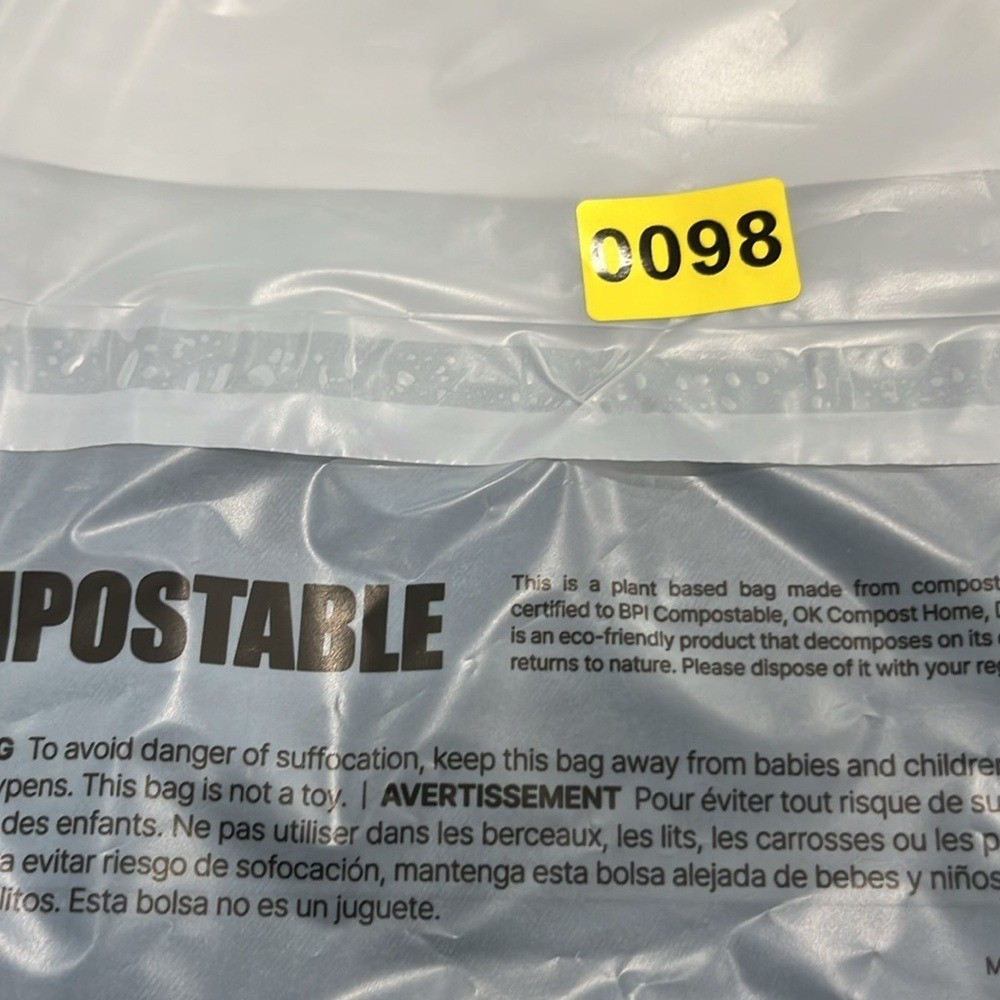 0098
MPOSTABLE
This is a plant based bag made from compost
certified to BPI Compostable, OK Compost Home,
is an eco-friendly product that decomposes on its
returns to nature. Please dispose of it with your reg
G To avoid danger of suffocation, keep this bag away from babies and children
ypens. This bag is not a toy. | AVERTISSEMENT Pour éviter tout risque de su
des enfants. Ne pas utiliser dans les berceaux, les lits, les carrosses ou les p
a evitar riesgo de sofocación, mantenga esta bolsa alejada de bebes y niños
litos. Esta bolsa no es un juguete.
M